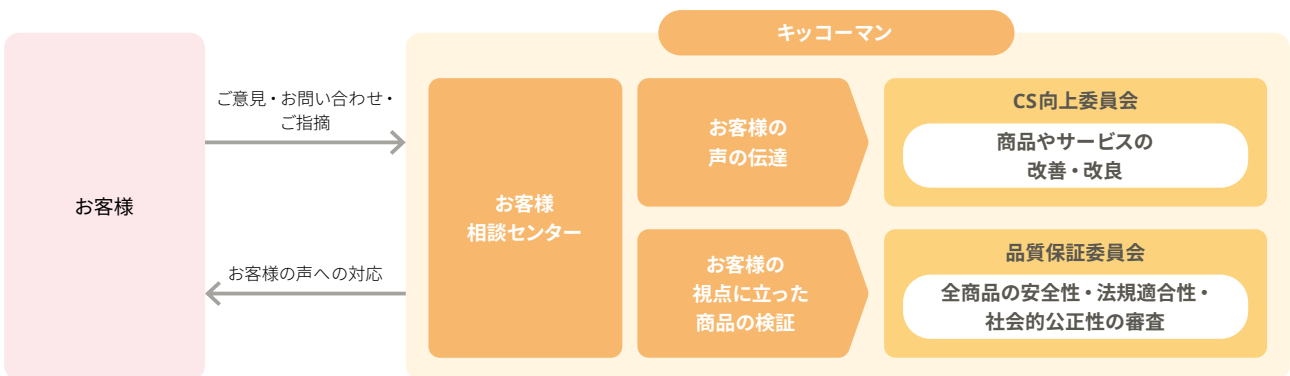 キッコーマン
ご意見・お問い合わせ・
ご指摘
お客様
お客様の声への対応
お客様
相談センター
お客様の
声の伝達
CS向上委員会
商品やサービスの
改善・改良
お客様の
視点に立った
商品の検証
品質保証委員会
全商品の安全性・法規適合性・
社会的公正性の審査